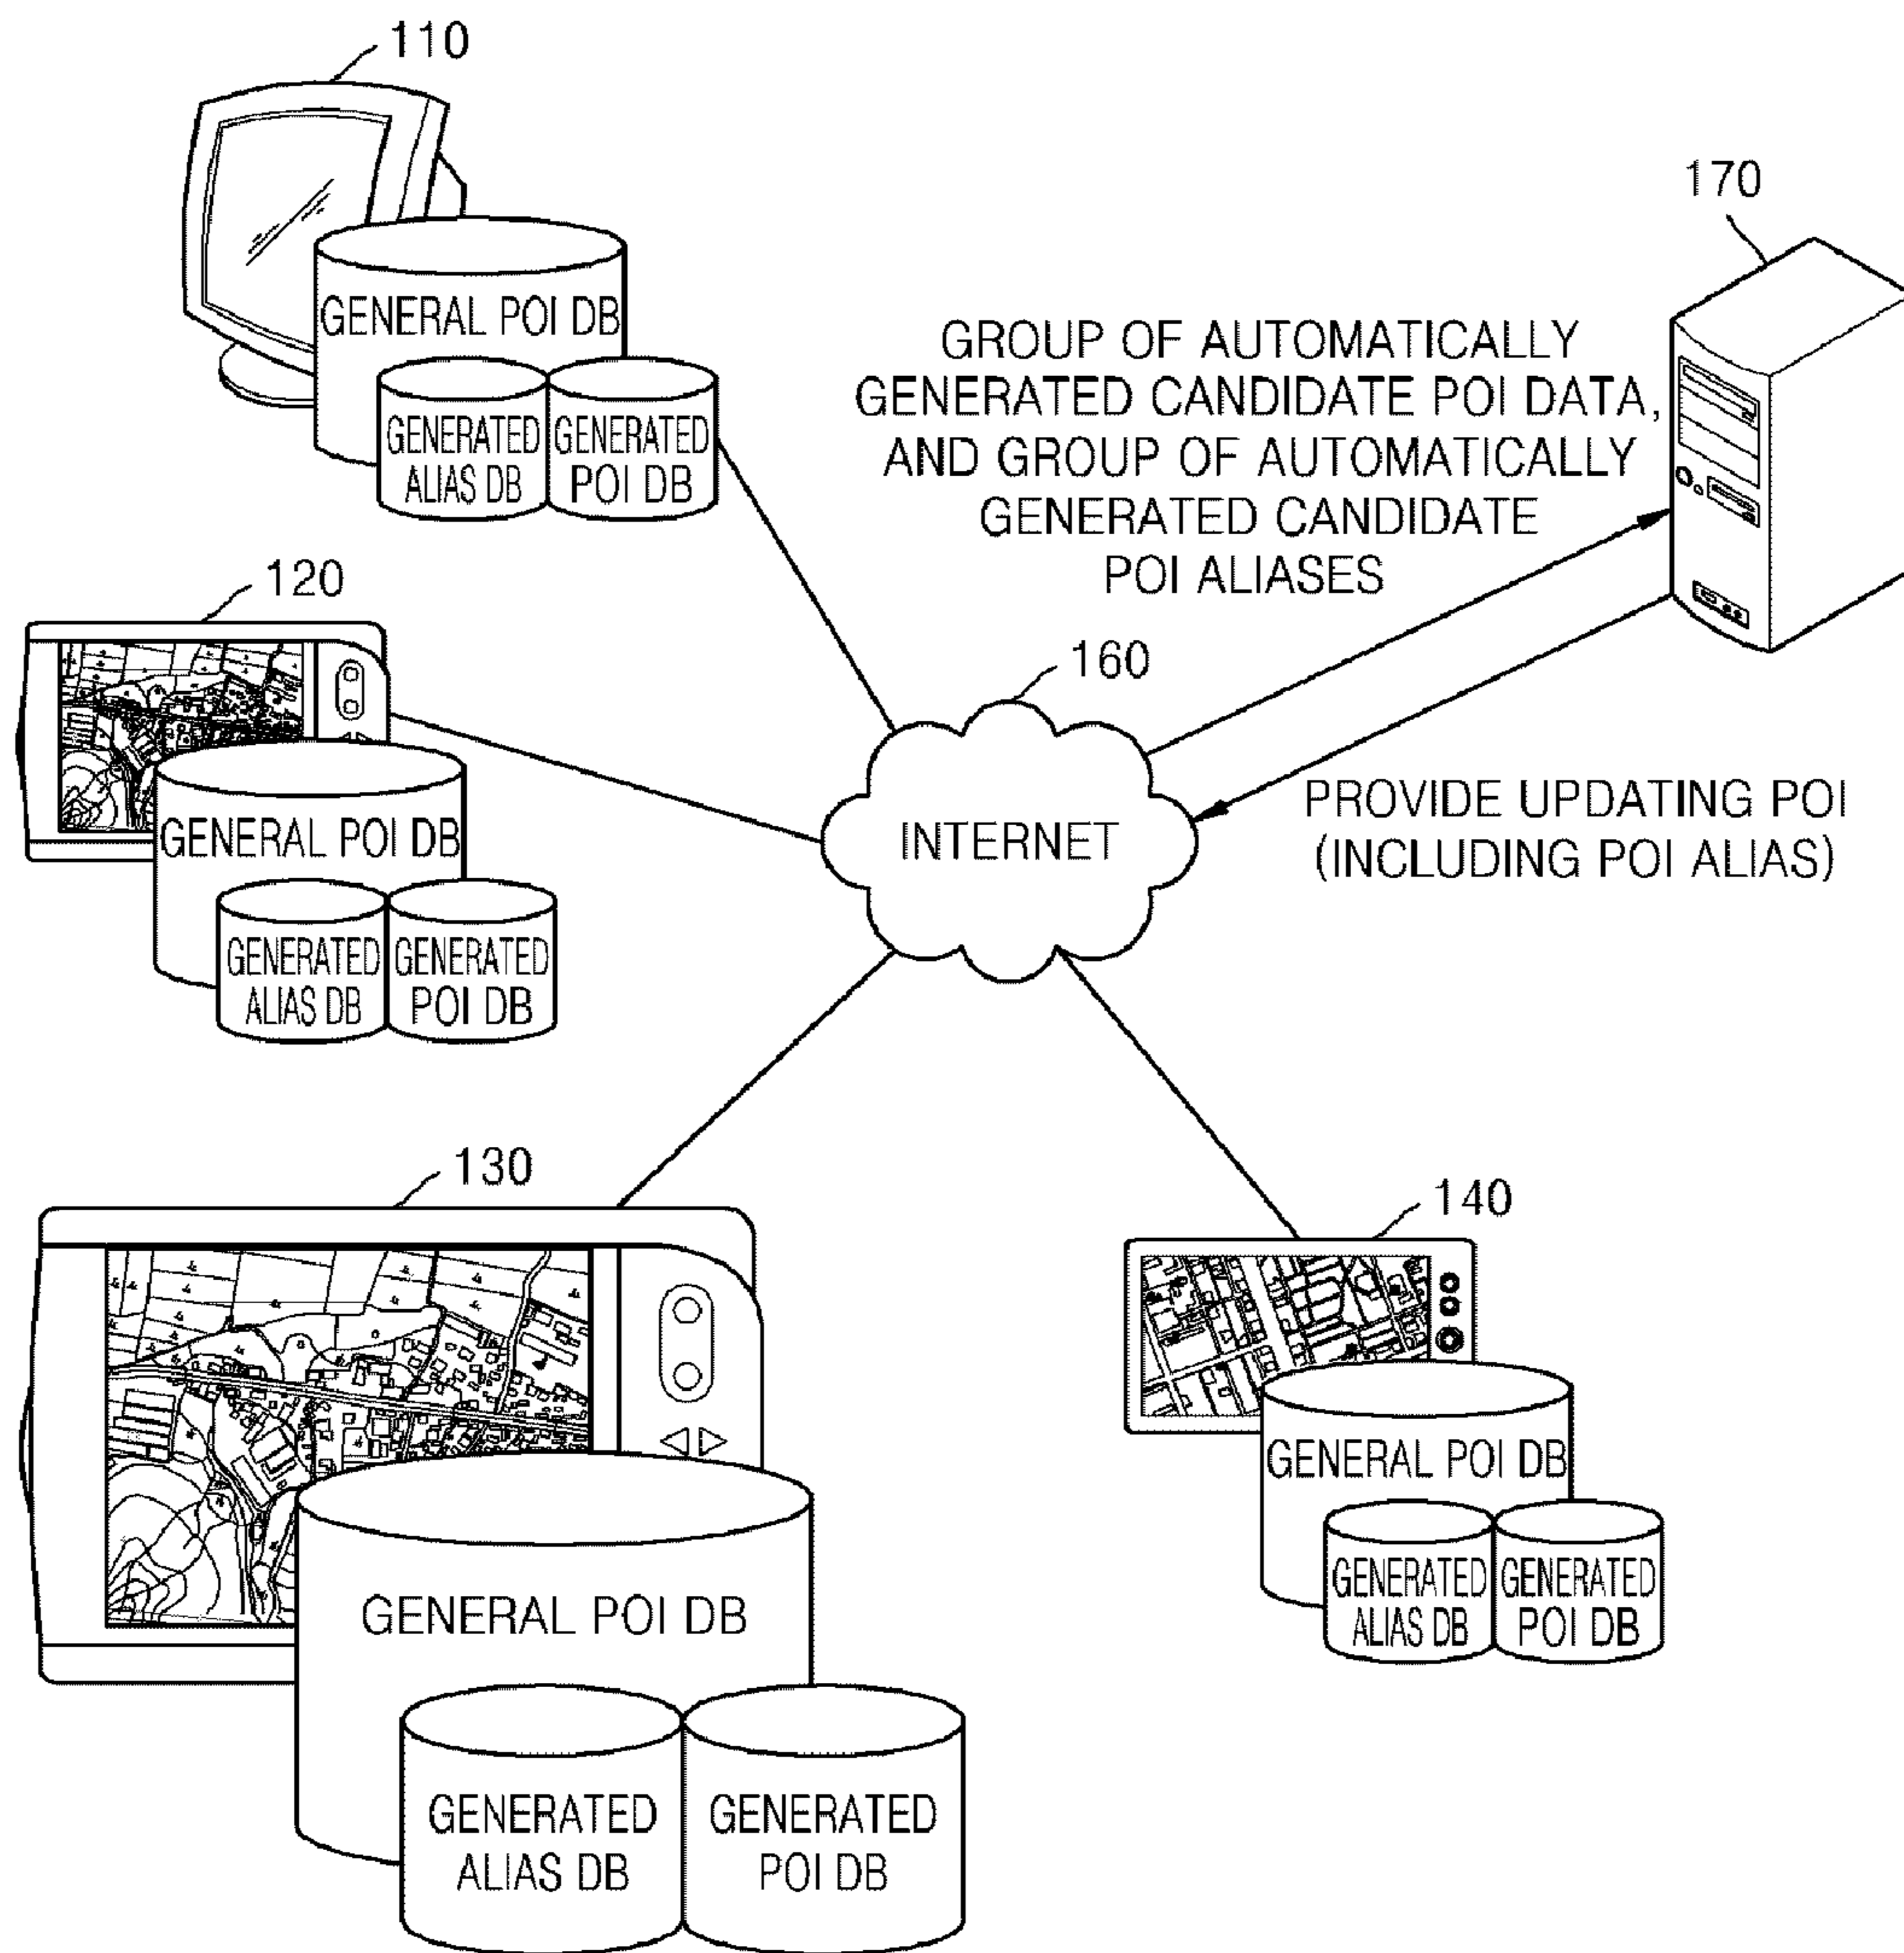 110
GENERAL POI DB
GENERATED
ALIAS DB
GENERATED
POI DB
170
GROUP OF AUTOMATICALLY
GENERATED CANDIDATE POI DATA,
AND GROUP OF AUTOMATICALLY
GENERATED CANDIDATE
POI ALIASES
120
GENERAL POI DB
GENERATED
ALIAS DB
GENERATED
POI DB
160
INTERNET
PROVIDE UPDATING POI
(INCLUDING POI ALIAS)
130
GENERAL POI DB
GENERATED
ALIAS DB
GENERATED
POI DB
140
GENERAL POI DB
GENERATED
ALIAS DB
GENERATED
POI DB